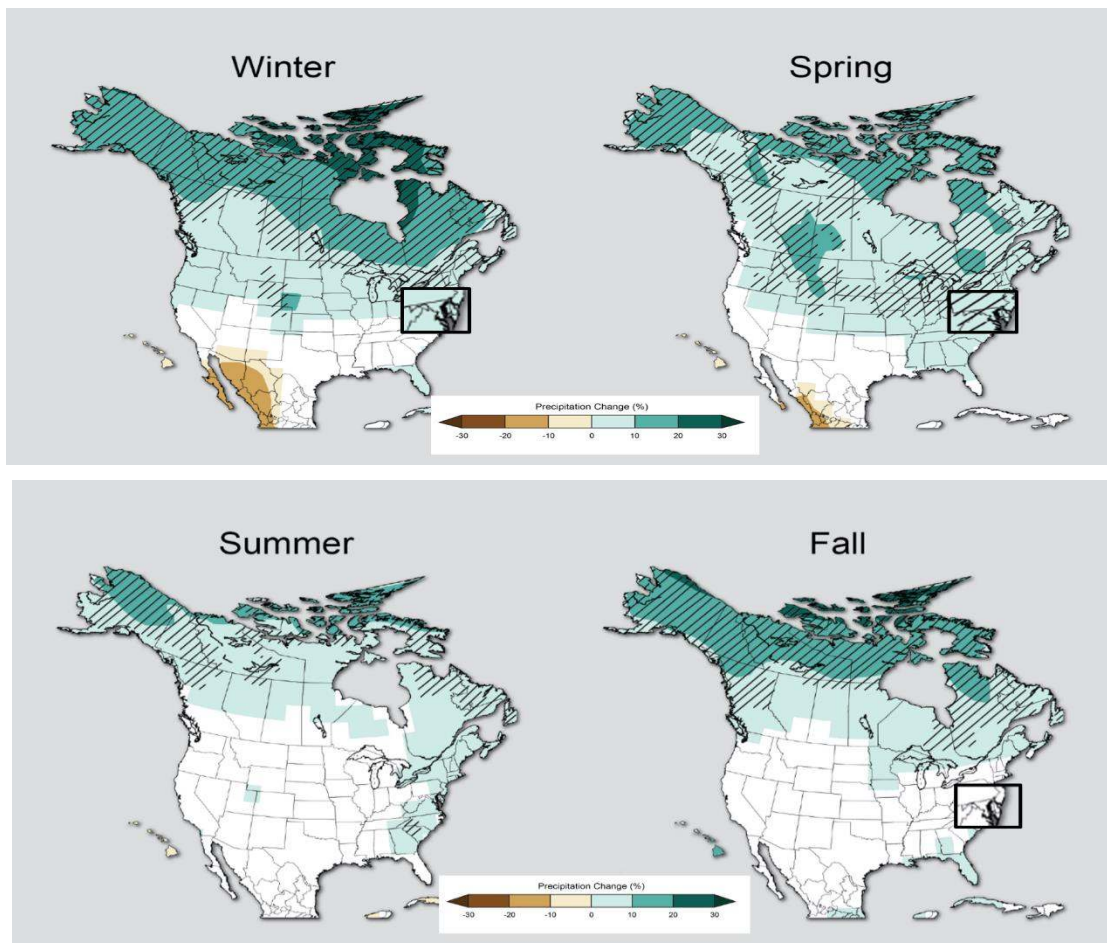 Winter
Spring
Precipitation Change (%)
-30 -20 -10 0 10 20 30
Summer
Fall
Precipitation Change (%)
-30 -20 -10 0 10 20 30